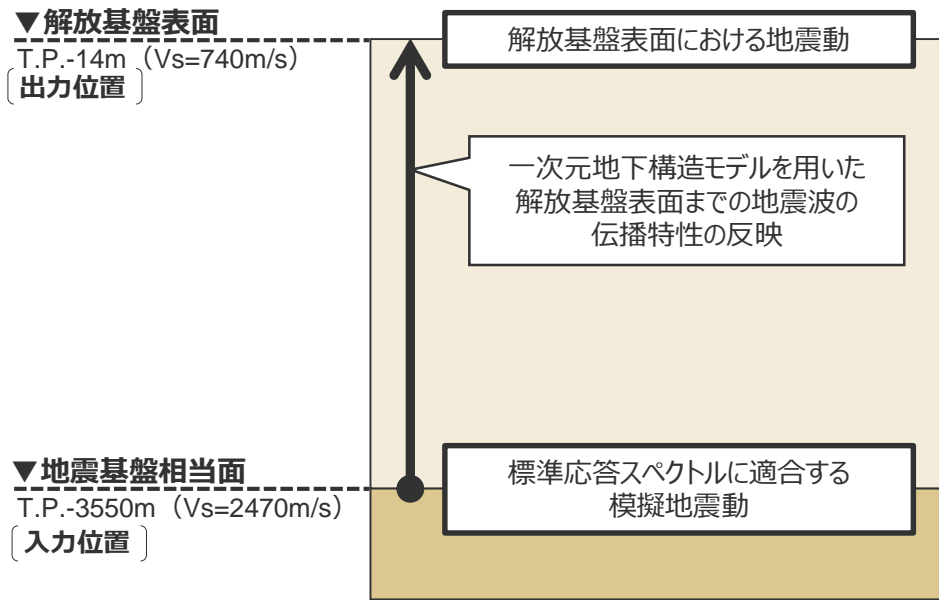 ▼解放基盤表面
T.P.-14m（Vs=740m/s）
〔出力位置〕
解放基盤表面における地震動
一次元地下構造モデルを用いた
解放基盤表面までの地震波の
伝播特性の反映
▼地震基盤相当面
T.P.-3550m（Vs=2470m/s）
〔入力位置〕
標準応答スペクトルに適合する
模擬地震動